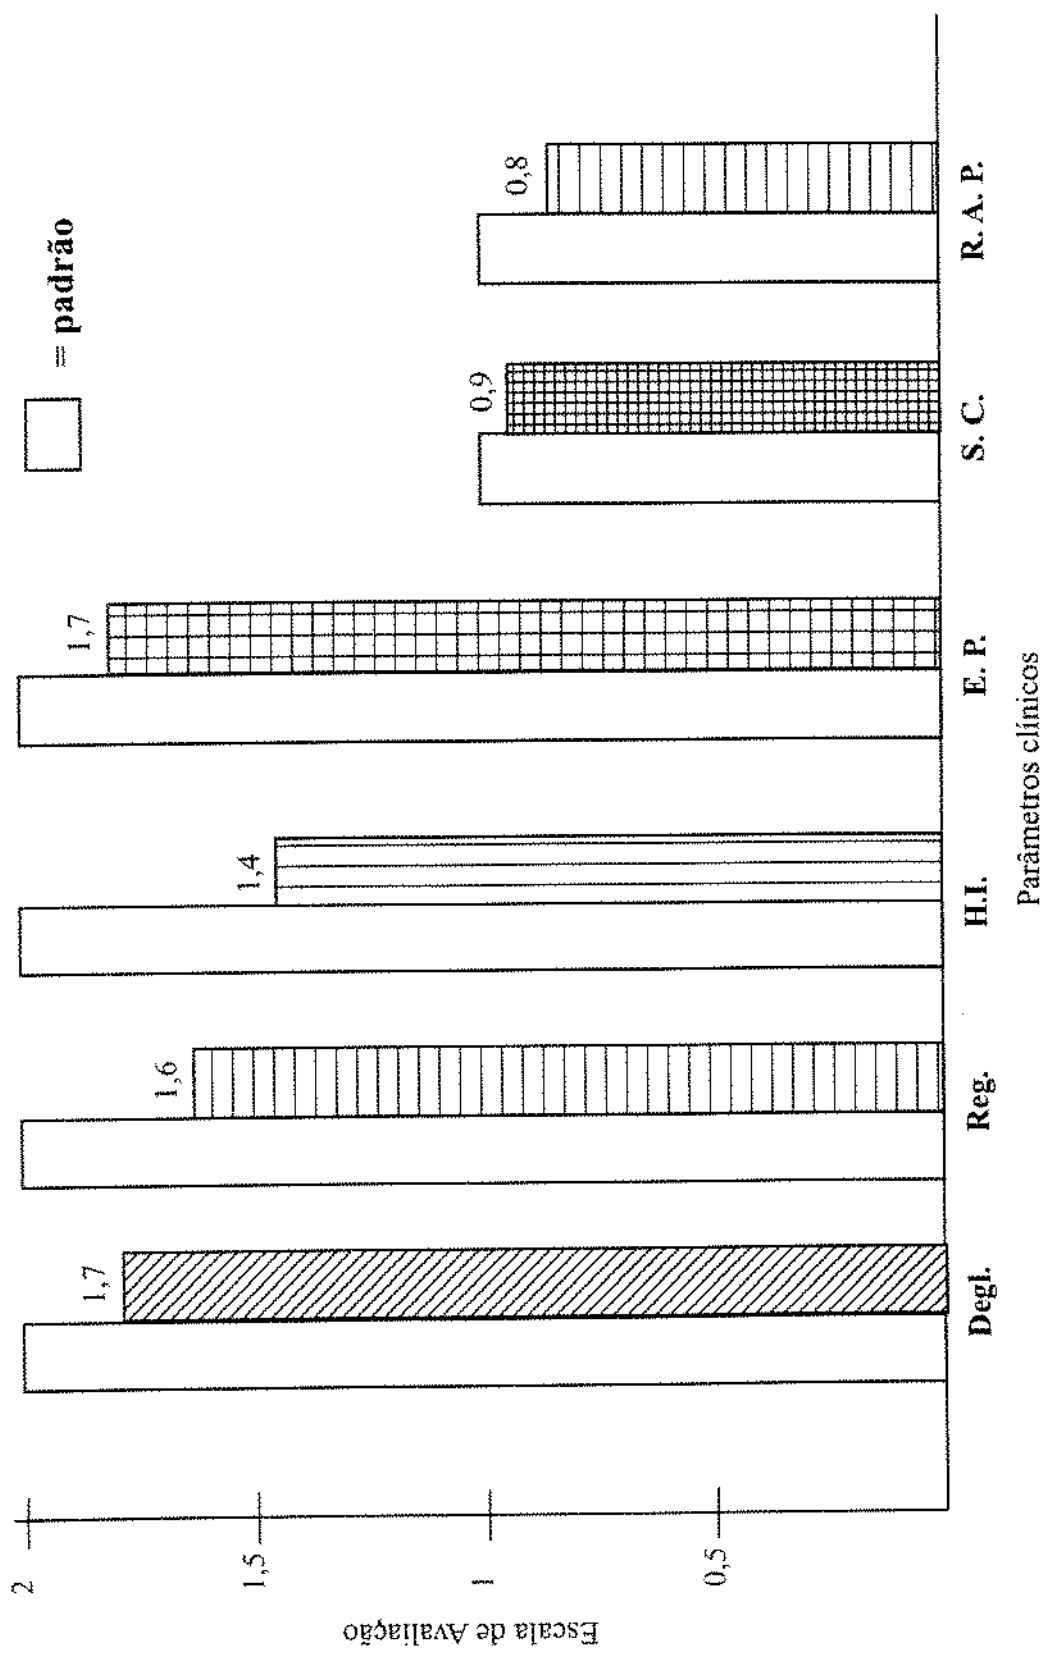 = padrão
Escala de Avaliação
2
1,5
1
0,5
1,7
1,6
1,4
1,7
0,9
0,8
Degl.
Reg.
H.I.
E. P.
S. C.
R. A. P.
Parâmetros clínicos